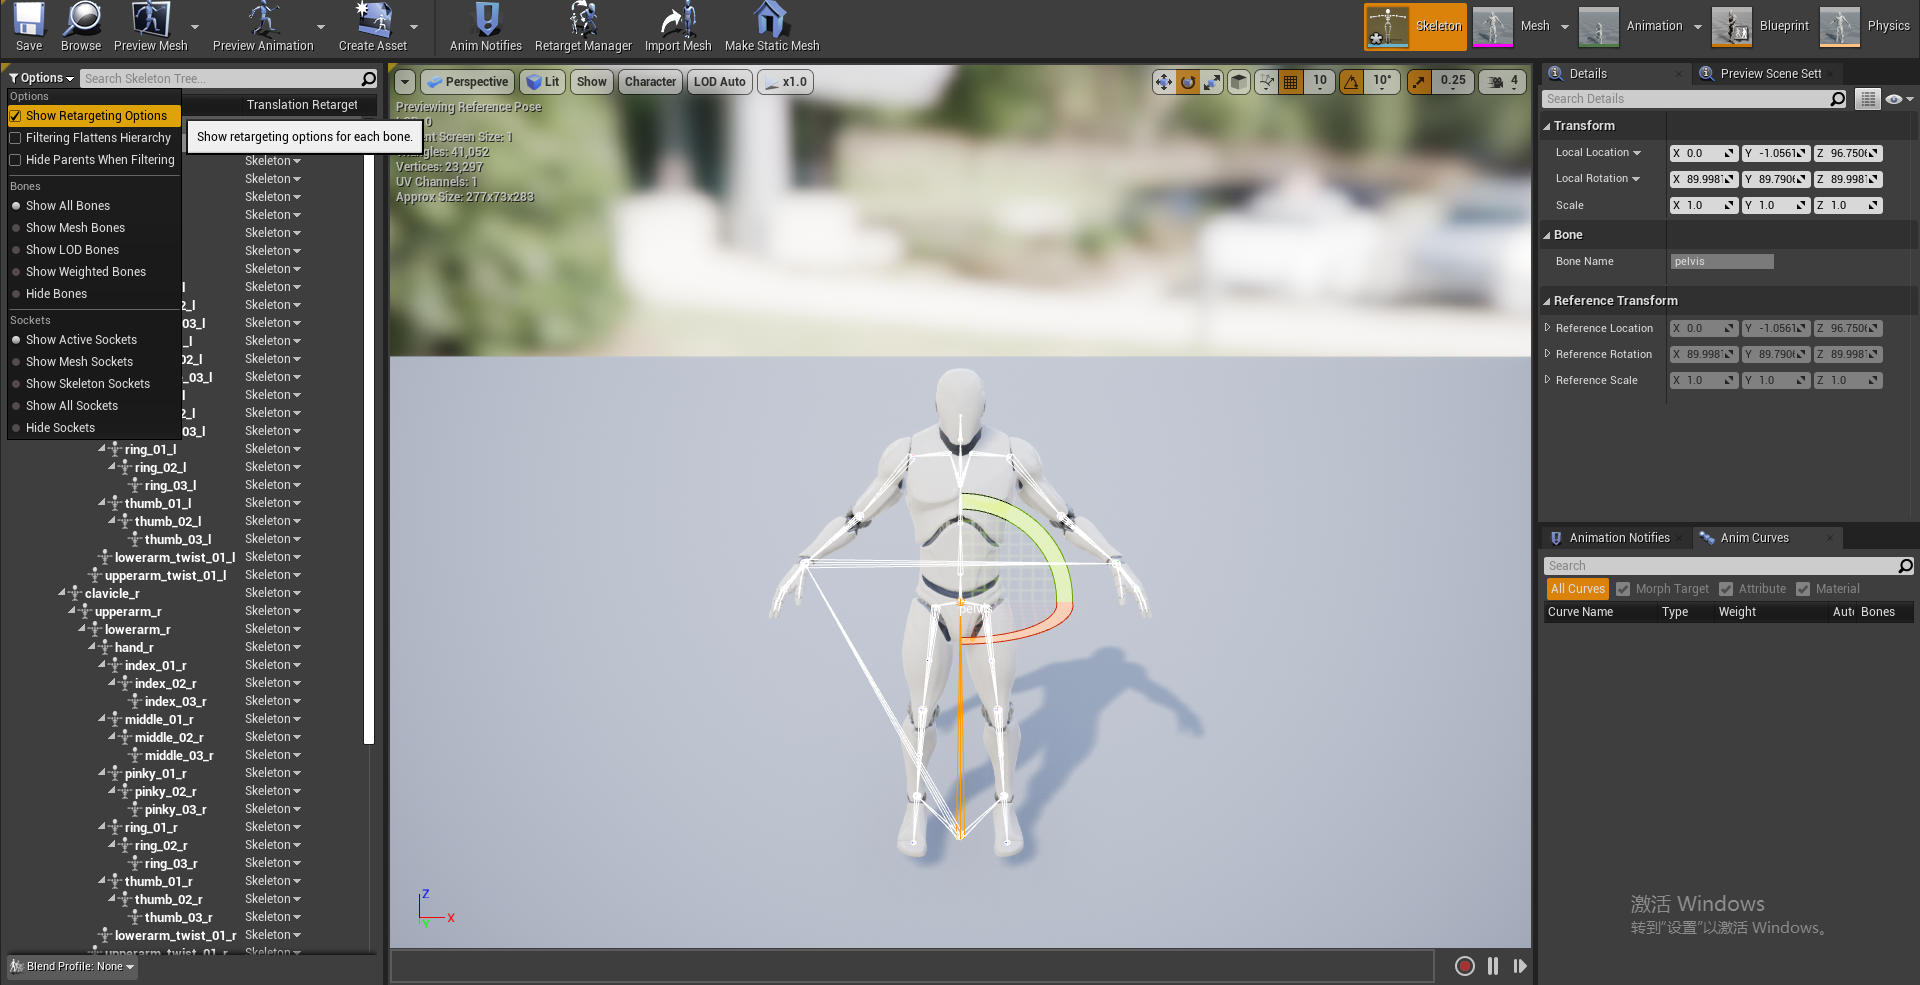 Save
Browse
Preview Mesh
Preview Animation
Create Asset
Anim Notifies
Retarget Manager
Import Mesh
Make Static Mesh
Skeleton
Mesh
Animation
Blueprint
Physics
Options
Search Skeleton Tree...
Translation Retarget
Options
Show Retargeting Options
Filtering Flattens Hierarchy
Hide Parents When Filtering
Bones
Show All Bones
Show Mesh Bones
Show LOD Bones
Show Weighted Bones
Hide Bones
Sockets
Show Active Sockets
Show Mesh Sockets
Show Skeleton Sockets
Show All Sockets
Hide Sockets
Show retargeting options for each bone.
Skeleton
Skeleton
Skeleton
Skeleton
Skeleton
Skeleton
Skeleton
l Skeleton
2_l Skeleton
03_l Skeleton
_l Skeleton
02_l Skeleton
_03_l Skeleton
l Skeleton
2_l Skeleton
03_l Skeleton
ring_01_l Skeleton
ring_02_l Skeleton
ring_03_l Skeleton
thumb_01_l Skeleton
thumb_02_l Skeleton
thumb_03_l Skeleton
lowerarm_twist_01_l Skeleton
upperarm_twist_01_l Skeleton
clavicle_r Skeleton
upperarm_r Skeleton
lowerarm_r Skeleton
hand_r Skeleton
index_01_r Skeleton
index_02_r Skeleton
index_03_r Skeleton
middle_01_r Skeleton
middle_02_r Skeleton
middle_03_r Skeleton
pinky_01_r Skeleton
pinky_02_r Skeleton
pinky_03_r Skeleton
ring_01_r Skeleton
ring_02_r Skeleton
ring_03_r Skeleton
thumb_01_r Skeleton
thumb_02_r Skeleton
thumb_03_r Skeleton
lowerarm_twist_01_r Skeleton
upperarm_twist_01_r Skeleton
Blend Profile: None
Perspective
Lit
Show
Character
LOD Auto
x1.0
10
10°
0.25
4
Previewing Reference Pose
0
ent Screen Size: 1
angles: 41,052
Vertices: 23,297
UV Channels: 1
Approx Size: 277x73x283
pelvis
Z
X
Y
Details
Preview Scene Sett
Search Details
Transform
Local Location X 0.0 Y -1.0561 Z 96.7506
Local Rotation X 89.9981 Y 89.7906 Z 89.9981
Scale X 1.0 Y 1.0 Z 1.0
Bone
Bone Name pelvis
Reference Transform
Reference Location X 0.0 Y -1.0561 Z 96.7506
Reference Rotation X 89.9981 Y 89.7906 Z 89.9981
Reference Scale X 1.0 Y 1.0 Z 1.0
Animation Notifies
Anim Curves
Search
All Curves
Morph Target
Attribute
Material
Curve Name Type Weight Aut Bones
激活 Windows
转到"设置"以激活 Windows。